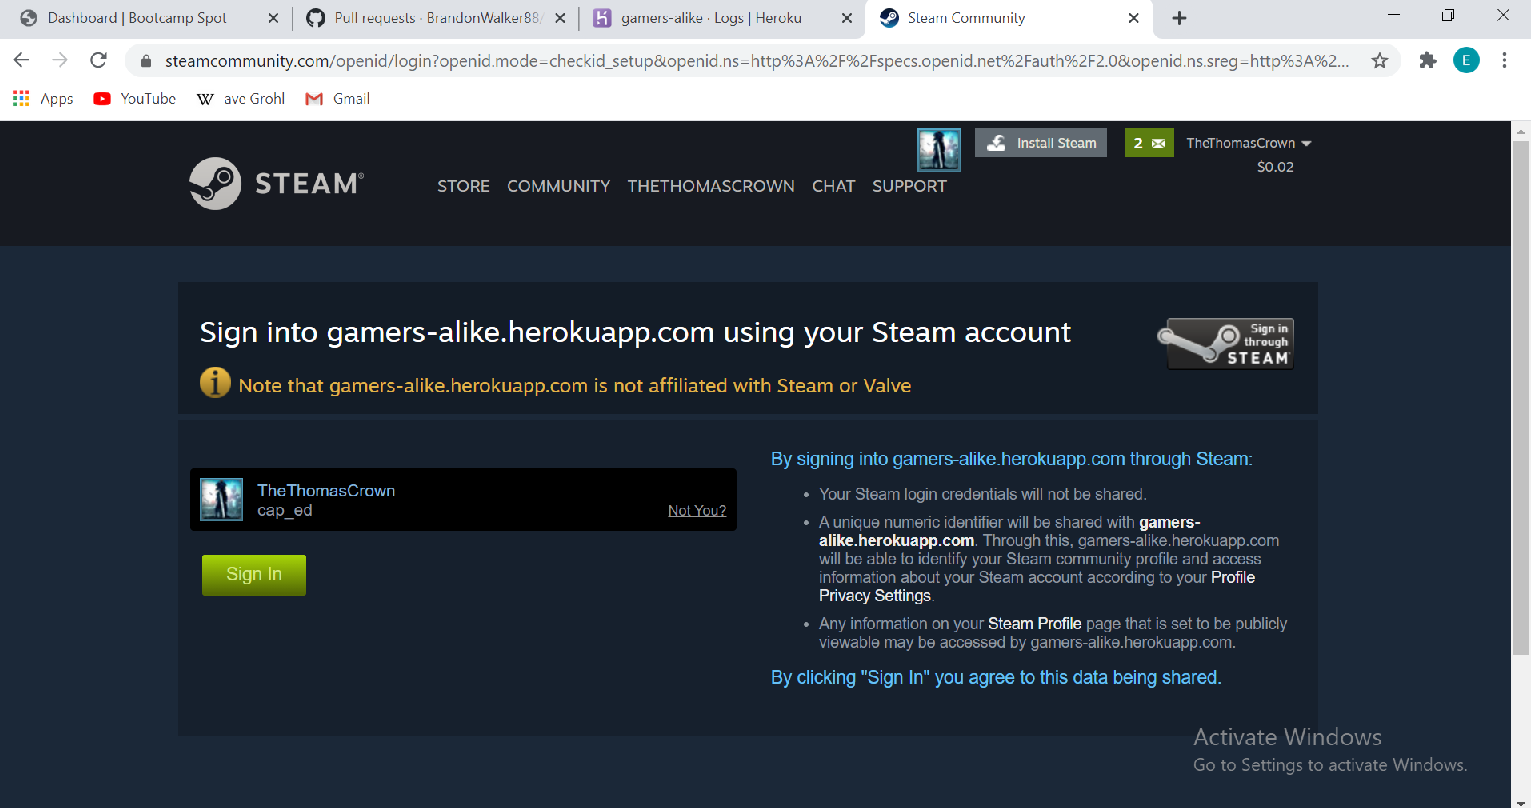 Dashboard | Bootcamp Spot
Pull requests · BrandonWalker88/
gamers-alike · Logs | Heroku
Steam Community
steamcommunity.com/openid/login?openid.mode=checkid_setup&openid.ns=http%3A%2F%2Fspecs.openid.net%2Fauth%2F2.0&openid.ns.sreg=http%3A%2...
E
Apps
YouTube
W ave Grohl
Gmail
Install Steam
2
TheThomasCrown
$0.02
STEAM®
STORE COMMUNITY THETHOMASCROWN CHAT SUPPORT
Sign into gamers-alike.herokuapp.com using your Steam account
Sign in
through
STEAM
Note that gamers-alike.herokuapp.com is not affiliated with Steam or Valve
TheThomasCrown
cap_ed
Not You?
Sign In
By signing into gamers-alike.herokuapp.com through Steam:
• Your Steam login credentials will not be shared.
• A unique numeric identifier will be shared with gamers-
alike.herokuapp.com. Through this, gamers-alike.herokuapp.com
will be able to identify your Steam community profile and access
information about your Steam account according to your Profile
Privacy Settings.
• Any information on your Steam Profile page that is set to be publicly
viewable may be accessed by gamers-alike.herokuapp.com.
By clicking "Sign In" you agree to this data being shared.
Activate Windows
Go to Settings to activate Windows.